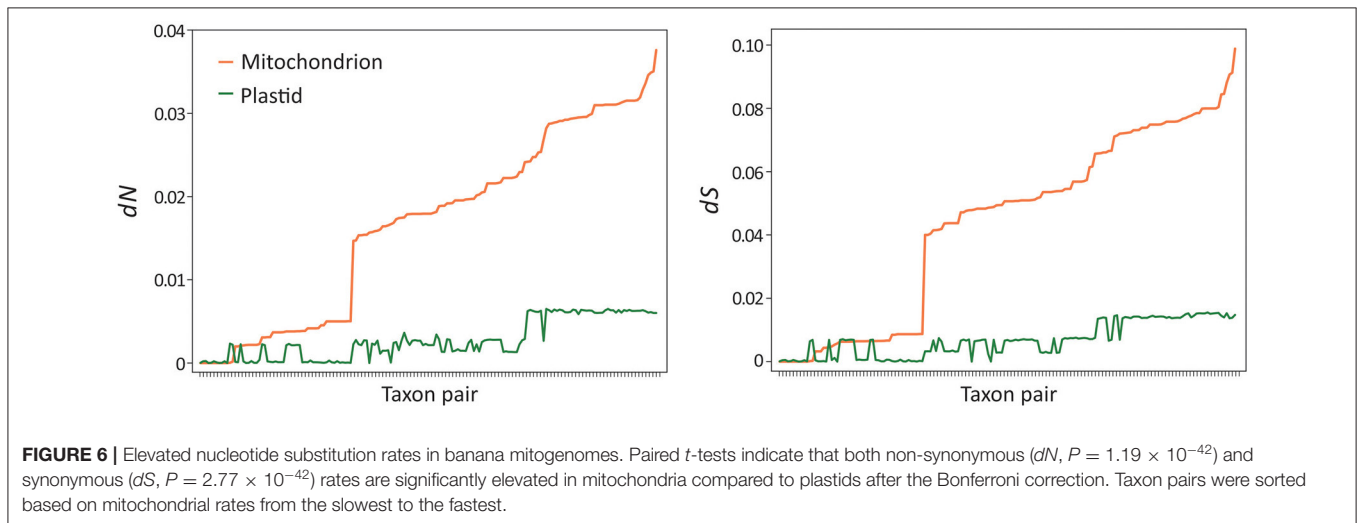 0.04
0.03
0.02
0.01
0
dN
Mitochondrion
Plastid
Taxon pair
0.10
0.08
0.06
0.04
0.02
0
dS
Taxon pair
FIGURE 6 | Elevated nucleotide substitution rates in banana mitogenomes. Paired t-tests indicate that both non-synonymous (dN, P = 1.19 × 10⁻⁴²) and
synonymous (dS, P = 2.77 × 10⁻⁴²) rates are significantly elevated in mitochondria compared to plastids after the Bonferroni correction. Taxon pairs were sorted
based on mitochondrial rates from the slowest to the fastest.